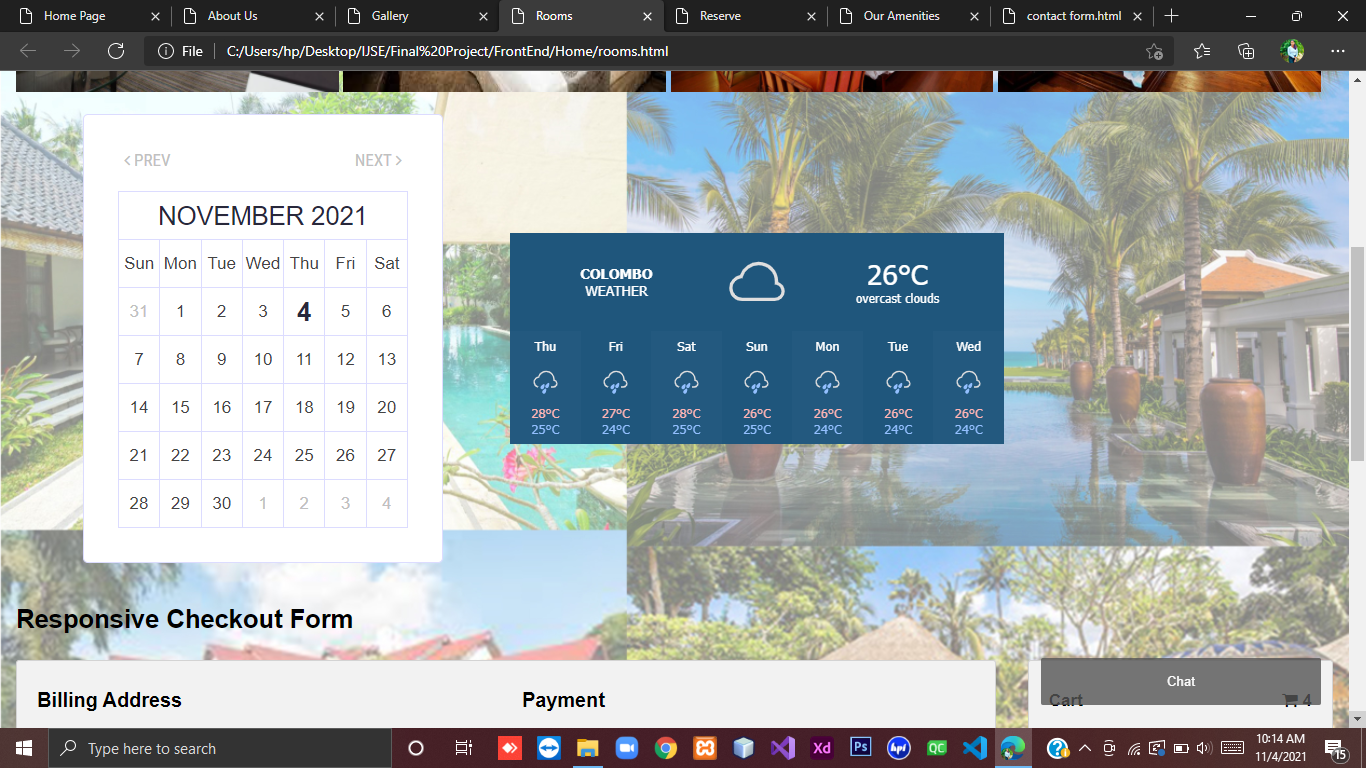 Home Page
About Us
Gallery
Rooms
Reserve
Our Amenities
contact form.html
File
C:/Users/hp/Desktop/IJSE/Final%20Project/FrontEnd/Home/rooms.html
PREV NEXT
NOVEMBER 2021
Sun Mon Tue Wed Thu Fri Sat
31 1 2 3 4 5 6
7 8 9 10 11 12 13
14 15 16 17 18 19 20
21 22 23 24 25 26 27
28 29 30 1 2 3 4
COLOMBO
WEATHER
26°C
overcast clouds
Thu Fri Sat Sun Mon Tue Wed
28°C 27°C 28°C 26°C 26°C 26°C 26°C
25°C 24°C 25°C 25°C 24°C 24°C 24°C
Responsive Checkout Form
Billing Address
Payment
Chat
Cart 4
Type here to search
Xd
Ps
hpf
QC
10:14 AM
11/4/2021
15